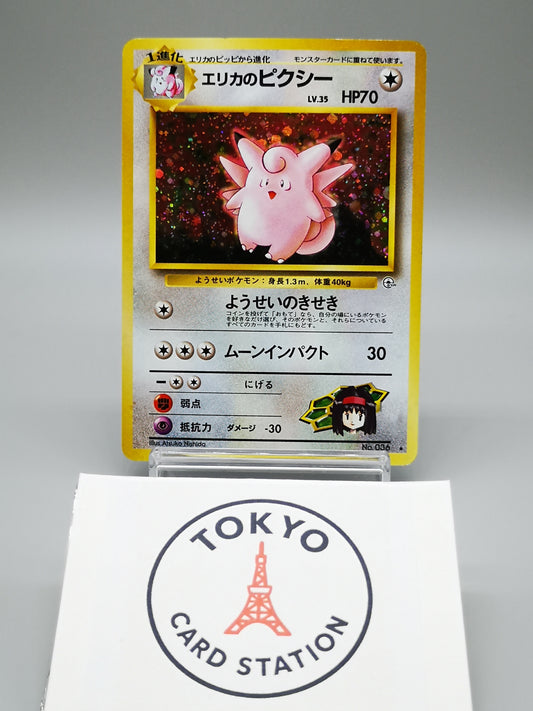 1進化
エリカのピッピから進化 モンスターカードに重ねて使います。
エリカのピクシー
LV.35 HP70
ようせいポケモン:身長1.3m、体重40kg
ようせいのきせき
コインを投げて「おもて」なら、自分の場にいるポケモン
を好きなだけ選び、そのポケモンと、それらについている
すべてのカードを手札にもどす。
ムーンインパクト 30
にげる
弱点
抵抗力 ダメージ -30
Illus.Atsuko Nishida
No.036
TOKYO
CARD STATION